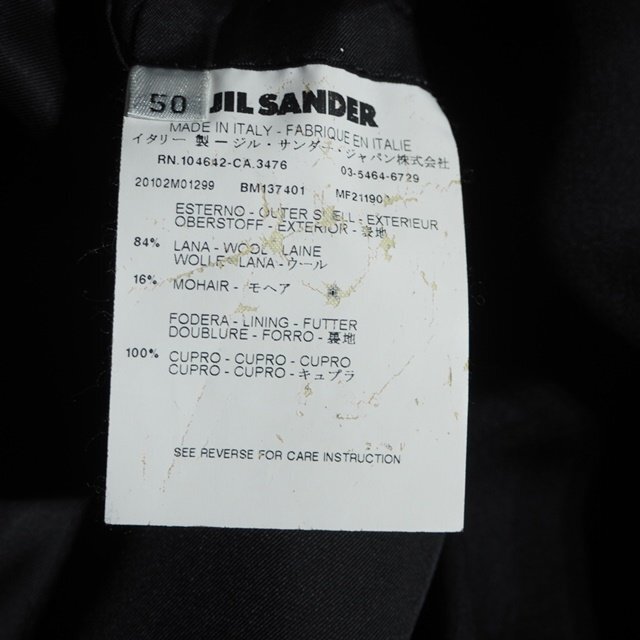 50 JIL SANDER
MADE IN ITALY - FABRIQUE EN ITALIE
イタリー 製 ージル・サンダー・ジャパン株式会社
RN.104642-CA.3476 03-5464-6729
20102M01299 BM137401 MF21190
ESTERNO - OUTER SHELL - EXTERIEUR
OBERSTOFF - EXTERIOR - 表地
84% LANA - WOOL - LAINE
WOLLE - LANA - ウール
16% MOHAIR - モヘア
FODERA - LINING - FUTTER
DOUBLURE - FORRO - 裏地
100% CUPRO - CUPRO - CUPRO
CUPRO - CUPRO - キュプラ
SEE REVERSE FOR CARE INSTRUCTION